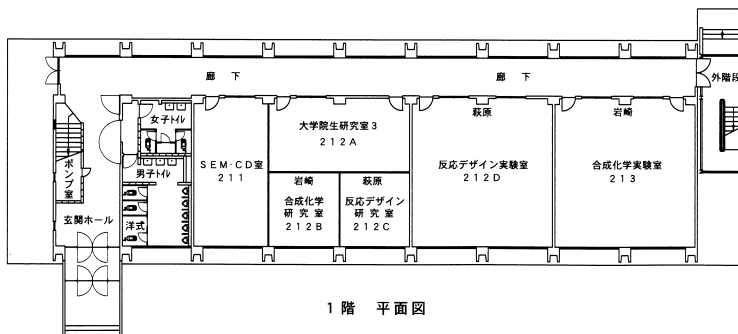 廊 下
廊 下
外階段
女子トイレ
大学院生研究室3
212A
萩原
岩崎
SEM・CD室
211
反応デザイン実験室
212D
合成化学実験室
213
ポンプ室
男子トイレ
岩崎
合成化学
研究室
212B
萩原
反応デザイン
研究室
212C
玄関ホール
洋式
1階 平面図